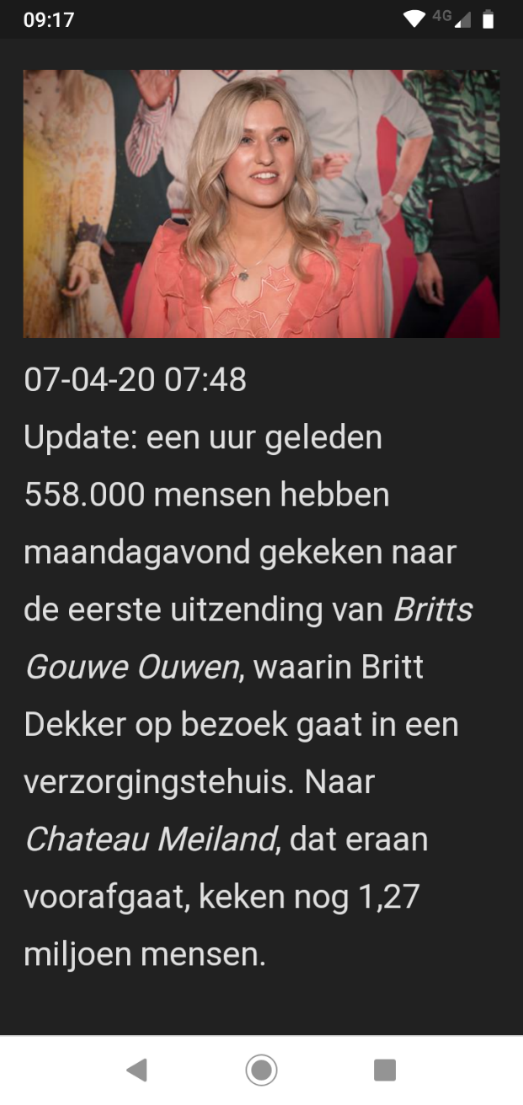 09:17
4G
07-04-20 07:48
Update: een uur geleden
558.000 mensen hebben
maandagavond gekeken naar
de eerste uitzending van Britts
Gouwe Ouwen, waarin Britt
Dekker op bezoek gaat in een
verzorgingstehuis. Naar
Chateau Meiland, dat eraan
voorafgaat, keken nog 1,27
miljoen mensen.